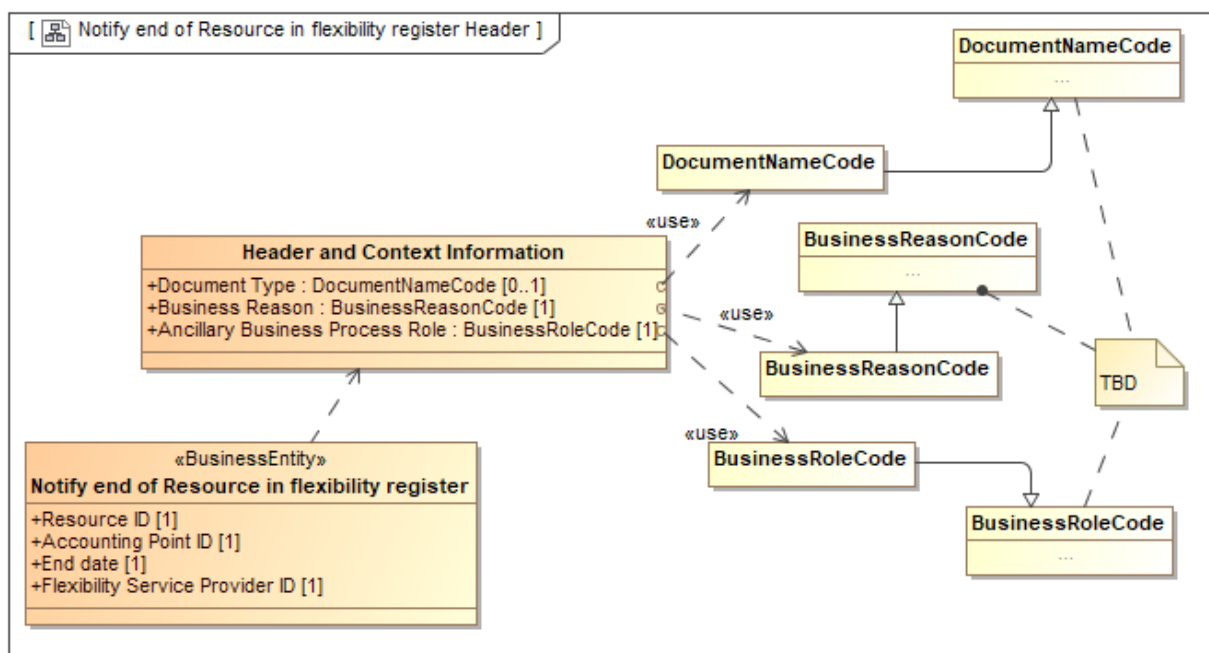 [ Notify end of Resource in flexibility register Header ]
DocumentNameCode
...
DocumentNameCode
«use»
BusinessReasonCode
...
Header and Context Information
+Document Type : DocumentNameCode [0..1]
+Business Reason : BusinessReasonCode [1]
+Ancillary Business Process Role : BusinessRoleCode [1]
«use»
BusinessReasonCode
TBD
«use»
BusinessRoleCode
BusinessRoleCode
...
«BusinessEntity»
Notify end of Resource in flexibility register
+Resource ID [1]
+Accounting Point ID [1]
+End date [1]
+Flexibility Service Provider ID [1]